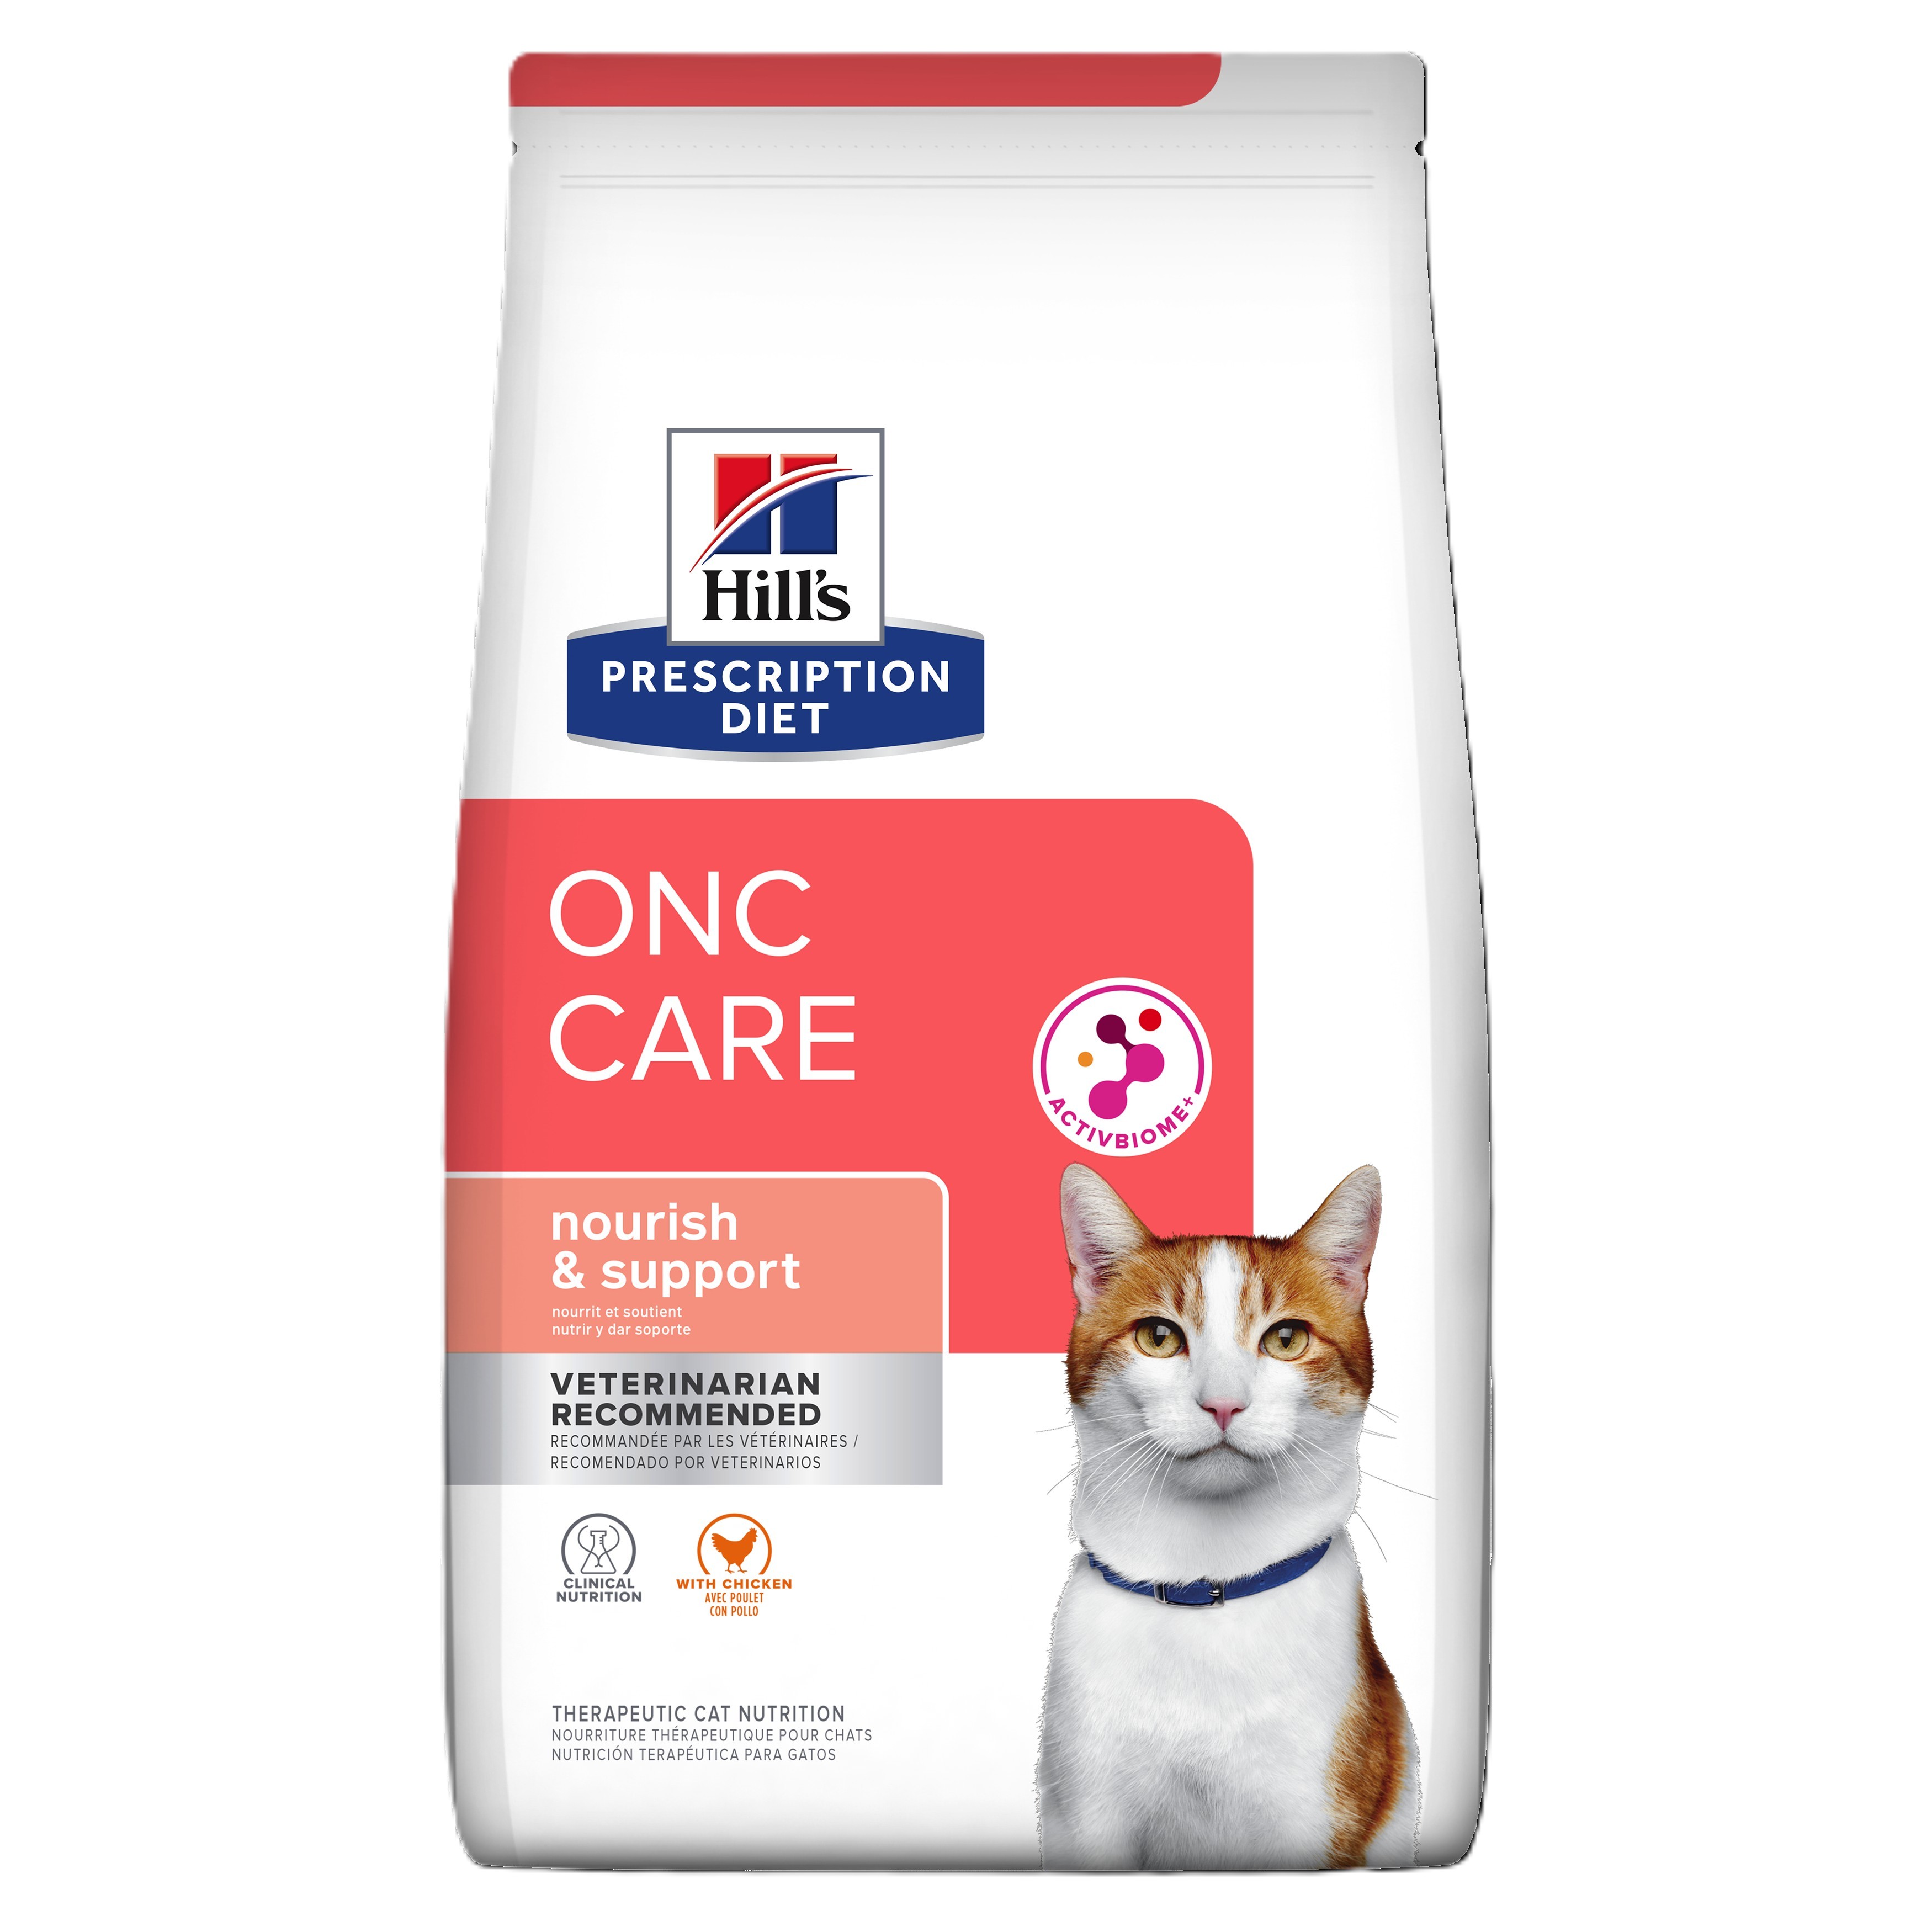 Hill's
PRESCRIPTION
DIET
ONC
CARE
ACTIVBIOME+
nourish
& support
nourrit et soutient
nutrir y dar soporte
VETERINARIAN
RECOMMENDED
RECOMMANDÉE PAR LES VÉTÉRINAIRES /
RECOMENDADO POR VETERINARIOS
CLINICAL
NUTRITION
WITH CHICKEN
AVEC POULET
CON POLLO
THERAPEUTIC CAT NUTRITION
NOURRITURE THÉRAPEUTIQUE POUR CHATS
NUTRICIÓN TERAPÉUTICA PARA GATOS